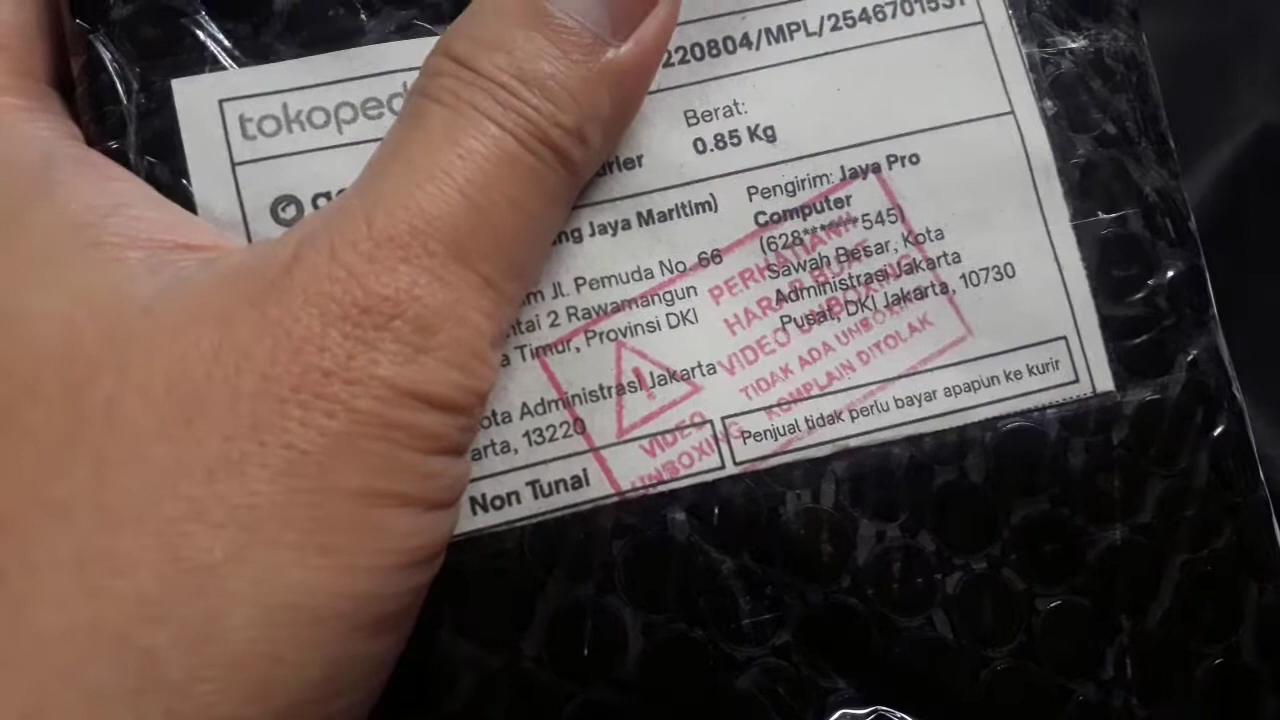 tokoped
220804/MPL/2546701531
Berat:
0.85 Kg
urier
ng Jaya Maritim)
m Jl. Pemuda No. 66
ntai 2 Rawamangun
a Timur, Provinsi DKI
ota Administrasi Jakarta
arta, 13220
Non Tunai
Pengirim: Jaya Pro
Computer
(628******545)
Sawah Besar, Kota
Administrasi Jakarta
Pusat, DKI Jakarta, 10730
Penjual tidak perlu bayar apapun ke kurir
PERHATIAN!!
HARAP BUAT
VIDEO UNBOXING
TIDAK ADA UNBOXING
KOMPLAIN DITOLAK
VIDEO
UNBOXING